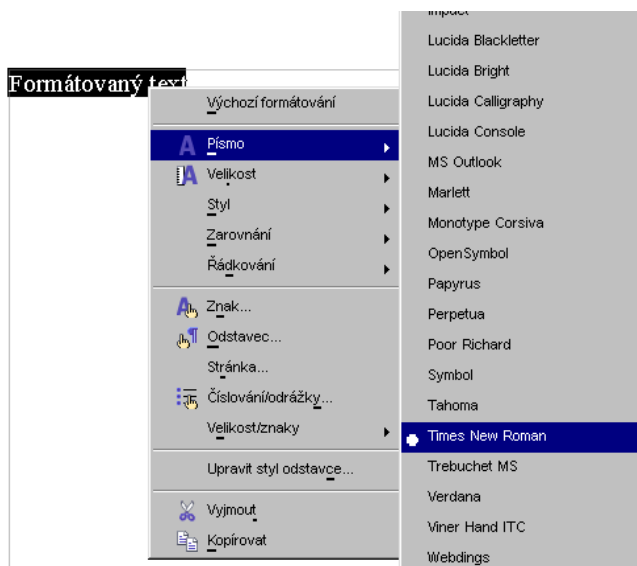 Formátovaný text
Výchozí formátování
Písmo
Velikost
Styl
Zarovnání
Řádkování
Znak...
Odstavec...
Stránka...
Číslování/odrážky...
Velikost/znaky
Upravit styl odstavce...
Vyjmout
Kopírovat
Impact
Lucida Blackletter
Lucida Bright
Lucida Calligraphy
Lucida Console
MS Outlook
Marlett
Monotype Corsiva
OpenSymbol
Papyrus
Perpetua
Poor Richard
Symbol
Tahoma
Times New Roman
Trebuchet MS
Verdana
Viner Hand ITC
Webdings